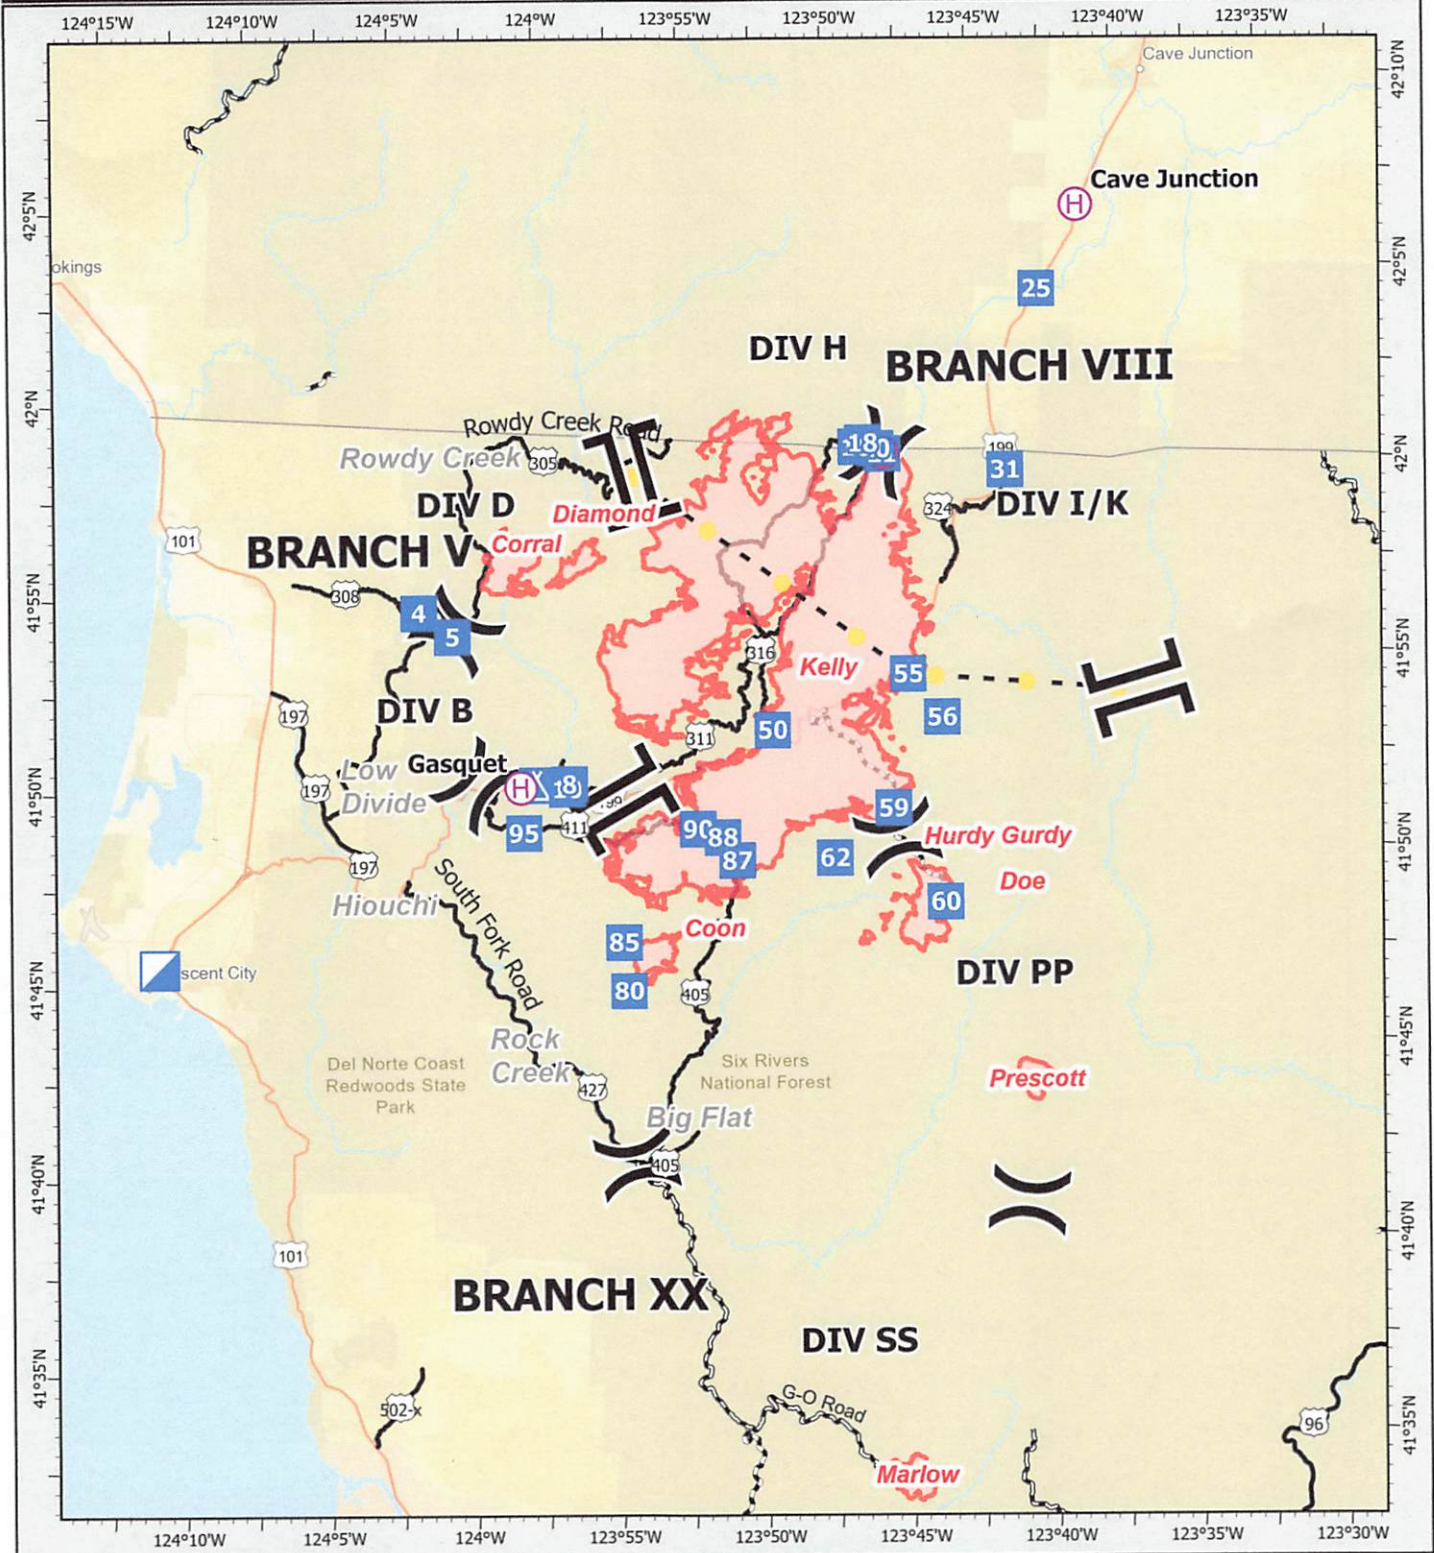 124°15'W 124°10'W 124°5'W 124°W 123°55'W 123°50'W 123°45'W 123°40'W 123°35'W
42°10'N
Cave Junction
Cave Junction
H
42°5'N
42°5'N
okings
25
DIV H
BRANCH VIII
42°N
Rowdy Creek Road
Rowdy Creek
305
18
199
42°N
31
DIV D
Diamond
324
DIV I/K
101
Corral
BRANCH V
308
41°55'N
4
5
316
Kelly
41°55'N
55
197
DIV B
50
56
311
Low
Divide
Gasquet
H
18
197
199
41°50'N
59
95
411
90
88
87
62
Hurdy Gurdy
41°50'N
197
Doe
60
Hiouchi
South Fork Road
Coon
85
scent City
DIV PP
41°45'N
80
405
Rock
Creek
41°45'N
Del Norte Coast
Redwoods State
Park
Six Rivers
National Forest
Prescott
427
Big Flat
405
41°40'N
41°40'N
101
BRANCH XX
DIV SS
41°35'N
G-O Road
502-x
96
41°35'N
Marlow
124°10'W 124°5'W 124°W 123°55'W 123°50'W 123°45'W 123°40'W 123°35'W 123°30'W